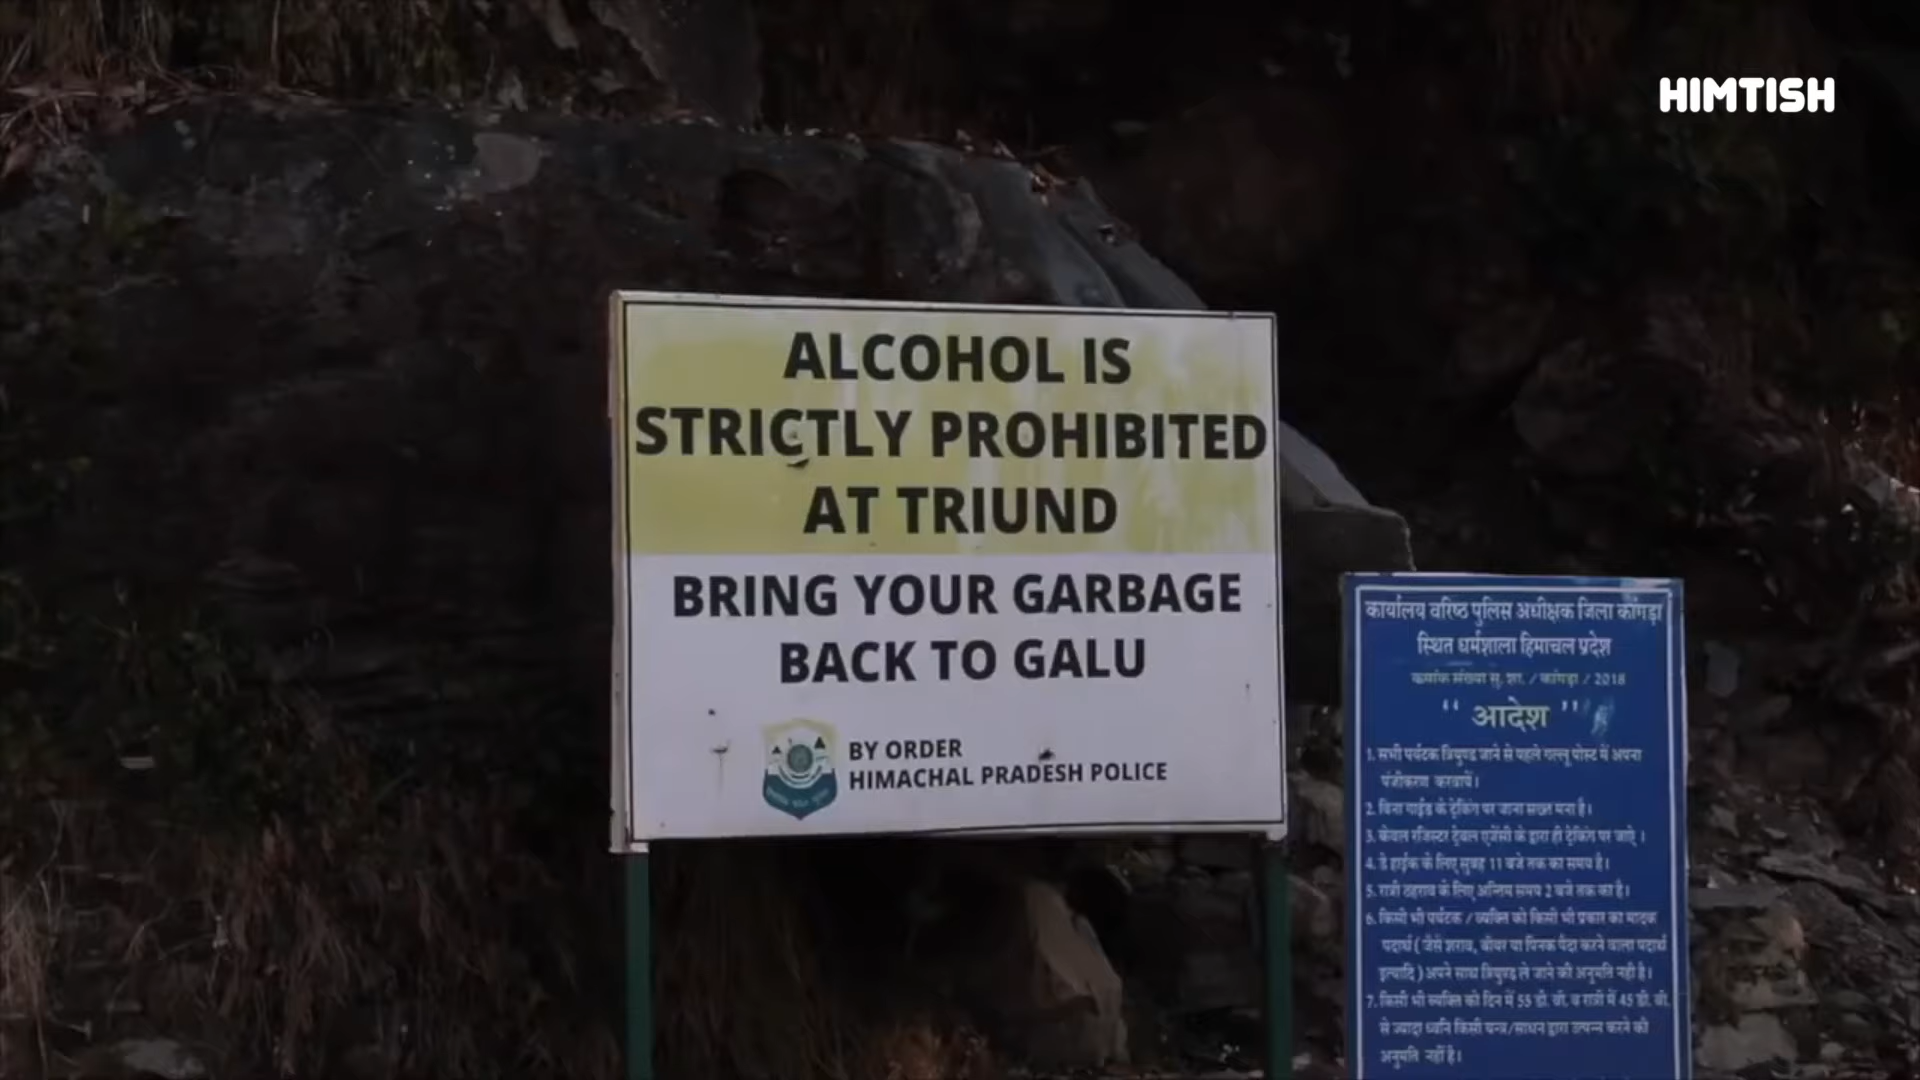 HIMTISH
ALCOHOL IS
STRICTLY PROHIBITED
AT TRIUND
BRING YOUR GARBAGE
BACK TO GALU
BY ORDER
HIMACHAL PRADESH POLICE
कार्यालय वरिष्ठ पुलिस अधीक्षक जिला काँगड़ा
स्थित धर्मशाला हिमाचल प्रदेश
क्रमांक संख्या सु. शा. / काँगड़ा / 2018
“ आदेश ”
1. सभी पर्यटक त्रियुण्ड जाने से पहले गल्लू पोस्ट में अपना
पंजीकरण करवायें।
2. बिना गाईड के ट्रेकिंग पर जाना सख्त मना है।
3. केवल रजिस्टर ट्रेवल एजेंसी के द्वारा ही ट्रेकिंग पर जाऐ ।
4. डे हाईक के लिए सुबह 11 बजे तक का समय है।
5. रात्री ठहराव के लिए अन्तिम समय 2 बजे तक का है।
6. किसी भी पर्यटक / व्यक्ति को किसी भी प्रकार का मादक
पदार्थ ( जैसे शराब, बीयर या पिनक पैदा करने वाला पदार्थ
इत्यादि ) अपने साथ त्रियुण्ड ले जाने की अनुमति नही है।
7. किसी भी व्यक्ति को दिन में 55 डी. बी. व रात्री में 45 डी. बी.
से ज्यादा ध्वनि किसी यन्त्र/साधन द्वारा उत्पन्न करने की
अनुमति नहीं है।